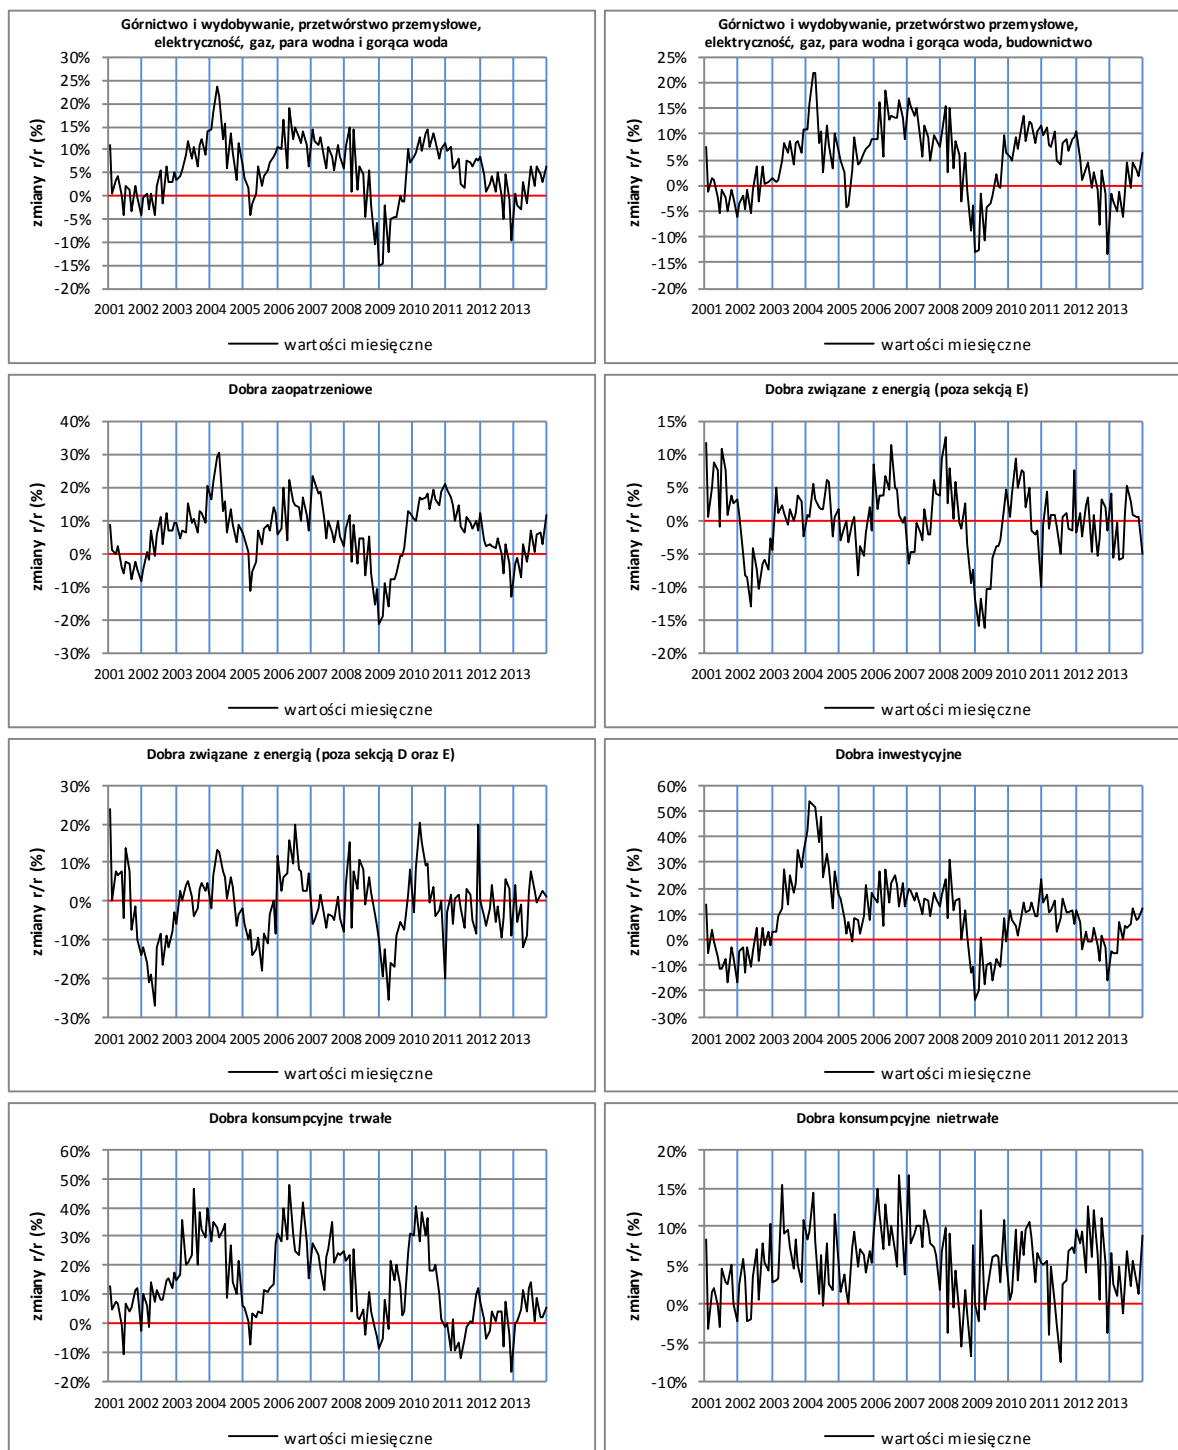 Górnictwo i wydobywanie, przetwórstwo przemysłowe,
elektryczność, gaz, para wodna i gorąca woda
30%
25%
20%
15%
10%
5%
0%
-5%
-10%
-15%
-20%
zmiany r/r (%)
2001 2002 2003 2004 2005 2006 2007 2008 2009 2010 2011 2012 2013
wartości miesięczne
Górnictwo i wydobywanie, przetwórstwo przemysłowe,
elektryczność, gaz, para wodna i gorąca woda, budownictwo
25%
20%
15%
10%
5%
0%
-5%
-10%
-15%
-20%
zmiany r/r (%)
2001 2002 2003 2004 2005 2006 2007 2008 2009 2010 2011 2012 2013
wartości miesięczne
Dobra zaopatrzeniowe
40%
30%
20%
10%
0%
-10%
-20%
-30%
zmiany r/r (%)
2001 2002 2003 2004 2005 2006 2007 2008 2009 2010 2011 2012 2013
wartości miesięczne
Dobra związane z energią (poza sekcją E)
15%
10%
5%
0%
-5%
-10%
-15%
-20%
zmiany r/r (%)
2001 2002 2003 2004 2005 2006 2007 2008 2009 2010 2011 2012 2013
wartości miesięczne
Dobra związane z energią (poza sekcją D oraz E)
30%
20%
10%
0%
-10%
-20%
-30%
zmiany r/r (%)
2001 2002 2003 2004 2005 2006 2007 2008 2009 2010 2011 2012 2013
wartości miesięczne
Dobra inwestycyjne
60%
50%
40%
30%
20%
10%
0%
-10%
-20%
-30%
zmiany r/r (%)
2001 2002 2003 2004 2005 2006 2007 2008 2009 2010 2011 2012 2013
wartości miesięczne
Dobra konsumpcyjne trwałe
60%
50%
40%
30%
20%
10%
0%
-10%
-20%
zmiany r/r (%)
2001 2002 2003 2004 2005 2006 2007 2008 2009 2010 2011 2012 2013
wartości miesięczne
Dobra konsumpcyjne nietrwałe
20%
15%
10%
5%
0%
-5%
-10%
zmiany r/r (%)
2001 2002 2003 2004 2005 2006 2007 2008 2009 2010 2011 2012 2013
wartości miesięczne